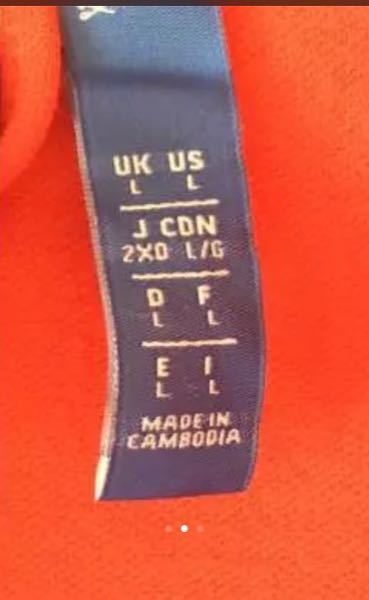 UK US
L L
J CDN
2XO L/G
D F
L L
E I
L L
MADE IN
CAMBODIA